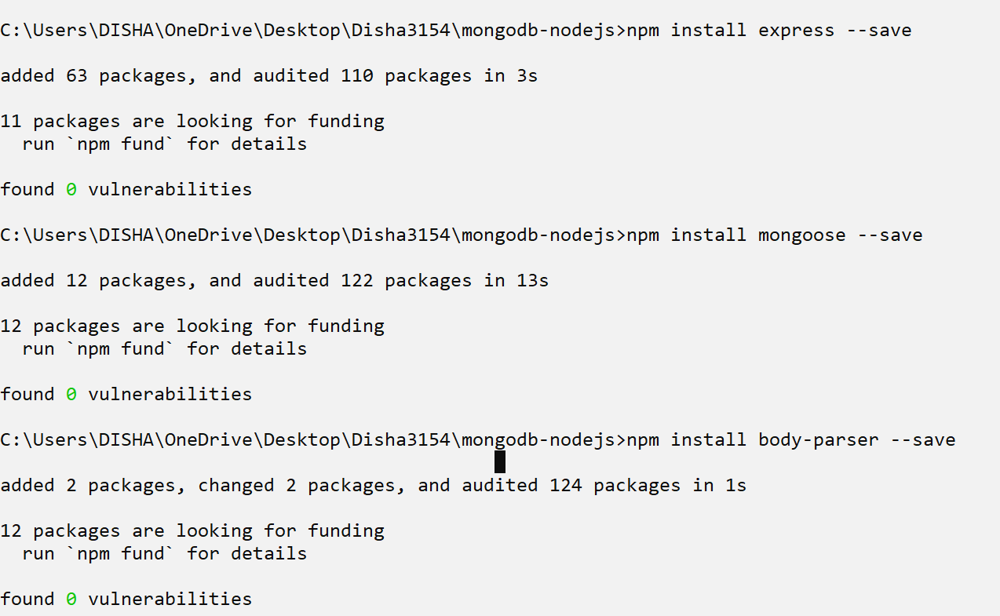 C:\Users\DISHA\OneDrive\Desktop\Disha3154\mongodb-nodejs>npm install express --save
added 63 packages, and audited 110 packages in 3s
11 packages are looking for funding
  run `npm fund` for details
found 0 vulnerabilities
C:\Users\DISHA\OneDrive\Desktop\Disha3154\mongodb-nodejs>npm install mongoose --save
added 12 packages, and audited 122 packages in 13s
12 packages are looking for funding
  run `npm fund` for details
found 0 vulnerabilities
C:\Users\DISHA\OneDrive\Desktop\Disha3154\mongodb-nodejs>npm install body-parser --save
added 2 packages, changed 2 packages, and audited 124 packages in 1s
12 packages are looking for funding
  run `npm fund` for details
found 0 vulnerabilities